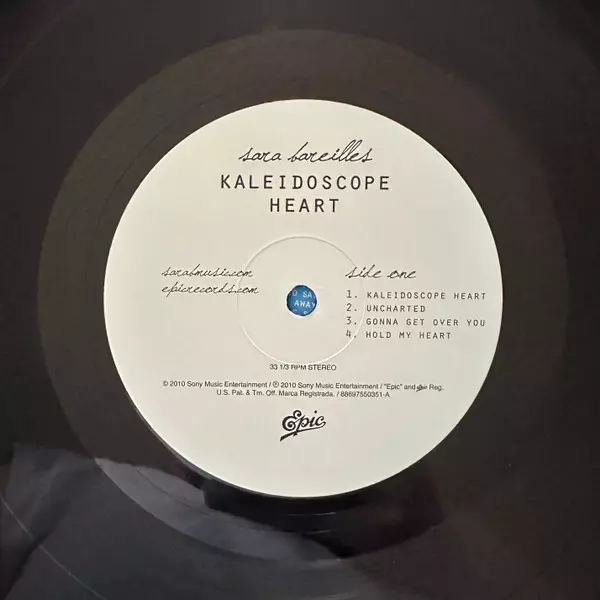 sara bareilles
KALEIDOSCOPE
HEART
sarabmusic.com
epicrecords.com
side one
1. KALEIDOSCOPE HEART
2. UNCHARTED
3. GONNA GET OVER YOU
4. HOLD MY HEART
AWAY
33 1/3 RPM STEREO
© 2010 Sony Music Entertainment / ℗ 2010 Sony Music Entertainment / "Epic" and Epic Reg.
U.S. Pat. & Tm. Off. Marca Registrada. / 88697550351-A
Epic